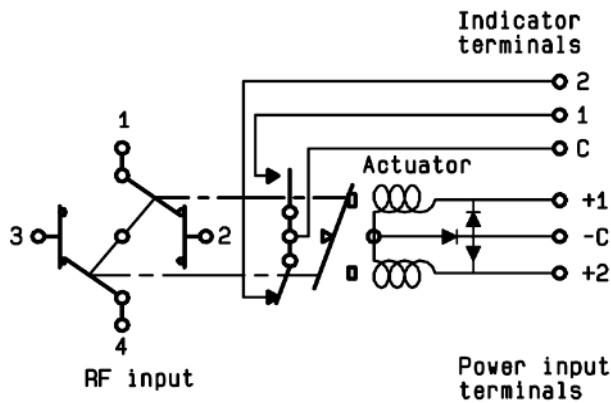 Indicator
terminals
2
1
C
1
Actuator
+1
3
2
-C
+2
4
RF input
Power input
terminals